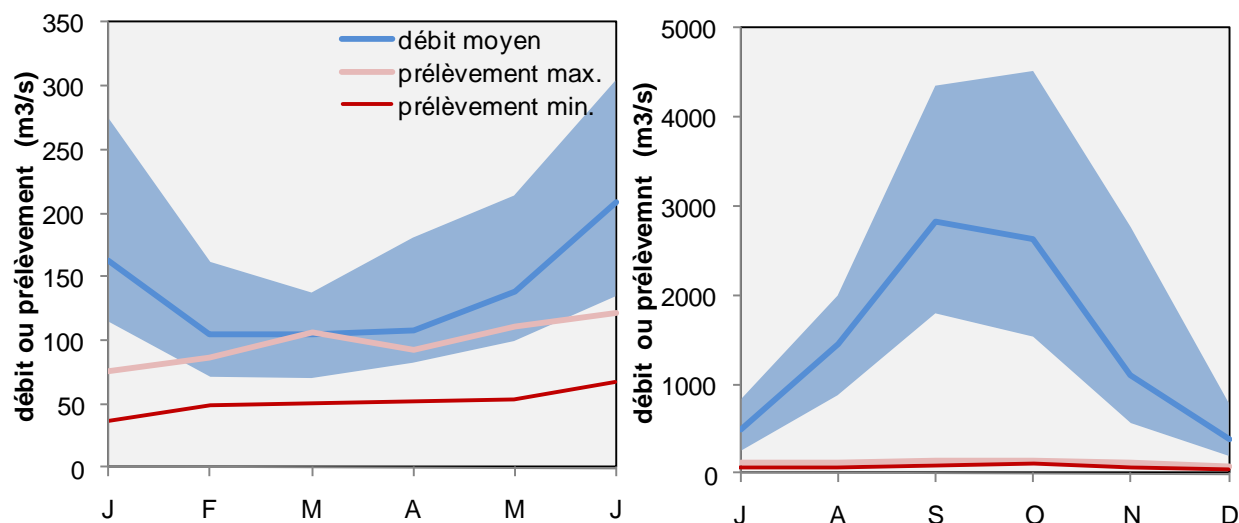 débit ou prélèvement (m3/s)
350
300
250
200
150
100
50
0
débit moyen
prélèvement max.
prélèvement min.
J F M A M J
débit ou prélèvemnt (m3/s)
5000
4000
3000
2000
1000
0
J A S O N D